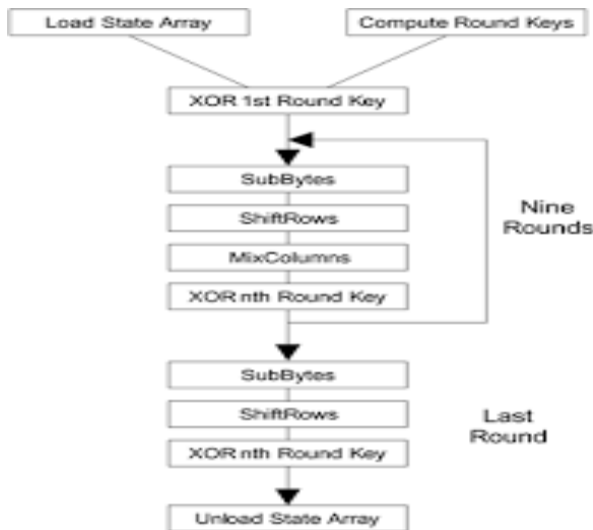 Load State Array
Compute Round Keys
XOR 1st Round Key
SubBytes
ShiftRows
MixColumns
XOR nth Round Key
Nine
Rounds
SubBytes
ShiftRows
XOR nth Round Key
Last
Round
Unload State Array